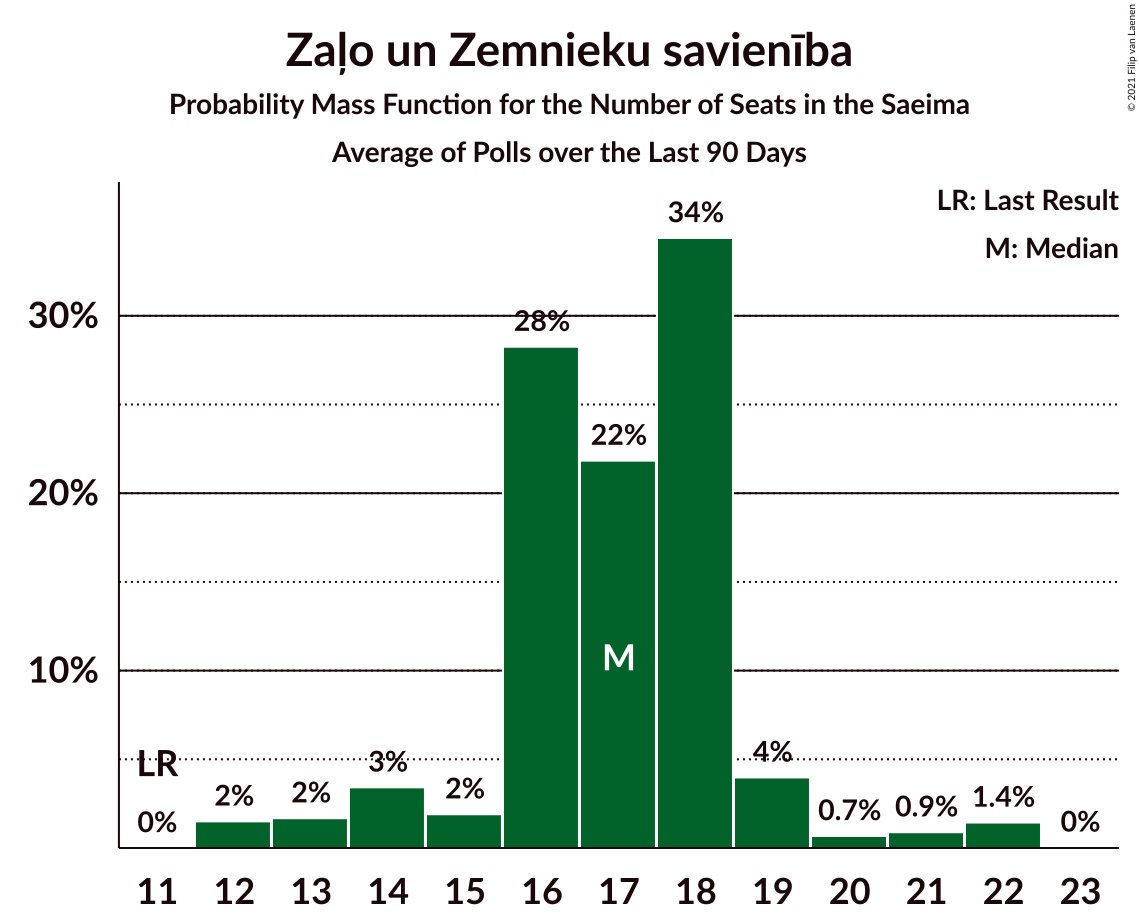 Zaļo un Zemnieku savienība
Probability Mass Function for the Number of Seats in the Saeima
Average of Polls over the Last 90 Days
© 2021 Filip van Laenen
LR: Last Result
M: Median
34%
30%
28%
22%
20%
M
10%
LR
0%
2%
2%
3%
2%
4%
0.7%
0.9%
1.4%
0%
11 12 13 14 15 16 17 18 19 20 21 22 23